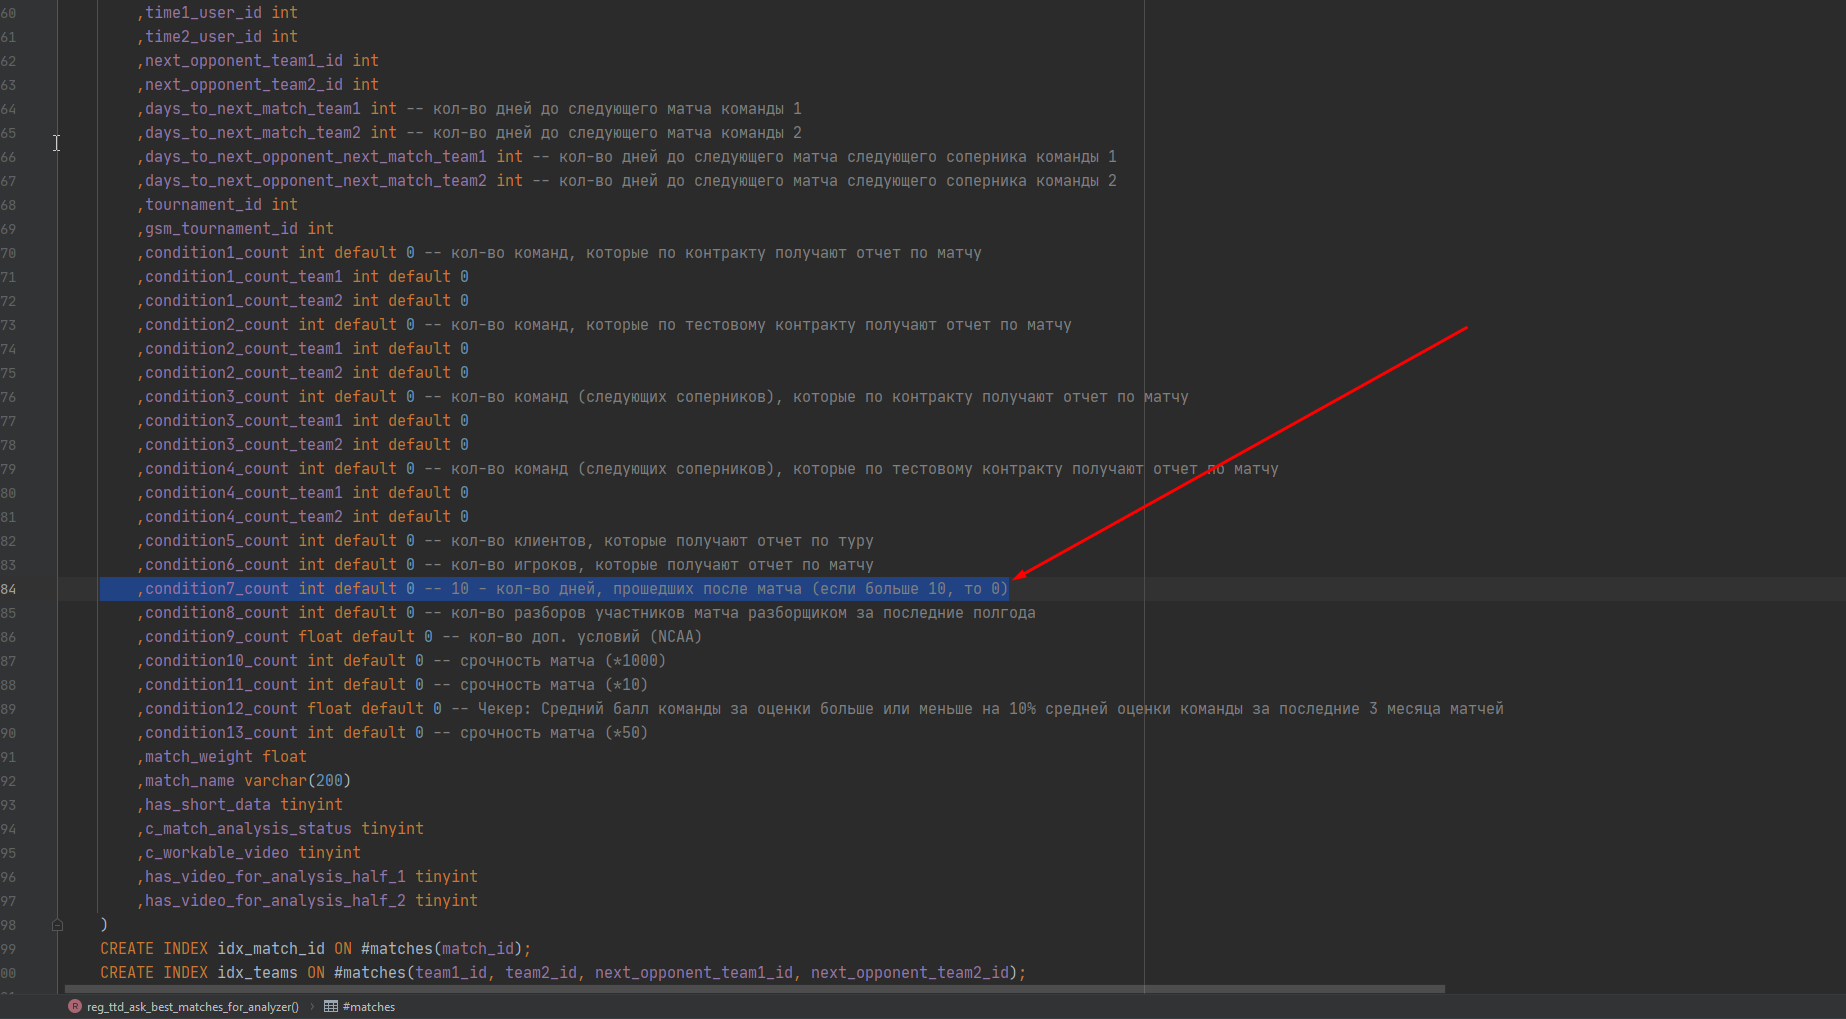 60 ,time1_user_id int
61 ,time2_user_id int
62 ,next_opponent_team1_id int
63 ,next_opponent_team2_id int
64 ,days_to_next_match_team1 int -- кол-во дней до следующего матча команды 1
65 ,days_to_next_match_team2 int -- кол-во дней до следующего матча команды 2
66 ,days_to_next_opponent_next_match_team1 int -- кол-во дней до следующего матча следующего соперника команды 1
67 ,days_to_next_opponent_next_match_team2 int -- кол-во дней до следующего матча следующего соперника команды 2
68 ,tournament_id int
69 ,gsm_tournament_id int
70 ,condition1_count int default 0 -- кол-во команд, которые по контракту получают отчет по матчу
71 ,condition1_count_team1 int default 0
72 ,condition1_count_team2 int default 0
73 ,condition2_count int default 0 -- кол-во команд, которые по тестовому контракту получают отчет по матчу
74 ,condition2_count_team1 int default 0
75 ,condition2_count_team2 int default 0
76 ,condition3_count int default 0 -- кол-во команд (следующих соперников), которые по контракту получают отчет по матчу
77 ,condition3_count_team1 int default 0
78 ,condition3_count_team2 int default 0
79 ,condition4_count int default 0 -- кол-во команд (следующих соперников), которые по тестовому контракту получают отчет по матчу
80 ,condition4_count_team1 int default 0
81 ,condition4_count_team2 int default 0
82 ,condition5_count int default 0 -- кол-во клиентов, которые получают отчет по туру
83 ,condition6_count int default 0 -- кол-во игроков, которые получают отчет по матчу
84 ,condition7_count int default 0 -- 10 - кол-во дней, прошедших после матча (если больше 10, то 0)
85 ,condition8_count int default 0 -- кол-во разборов участников матча разборщиком за последние полгода
86 ,condition9_count float default 0 -- кол-во доп. условий (NCAA)
87 ,condition10_count int default 0 -- срочность матча (*1000)
88 ,condition11_count int default 0 -- срочность матча (*10)
89 ,condition12_count float default 0 -- Чекер: Средний балл команды за оценки больше или меньше на 10% средней оценки команды за последние 3 месяца матчей
90 ,condition13_count int default 0 -- срочность матча (*50)
91 ,match_weight float
92 ,match_name varchar(200)
93 ,has_short_data tinyint
94 ,c_match_analysis_status tinyint
95 ,c_workable_video tinyint
96 ,has_video_for_analysis_half_1 tinyint
97 ,has_video_for_analysis_half_2 tinyint
98 )
99 CREATE INDEX idx_match_id ON #matches(match_id);
00 CREATE INDEX idx_teams ON #matches(team1_id, team2_id, next_opponent_team1_id, next_opponent_team2_id);
R reg_ttd_ask_best_matches_for_analyzer() #matches